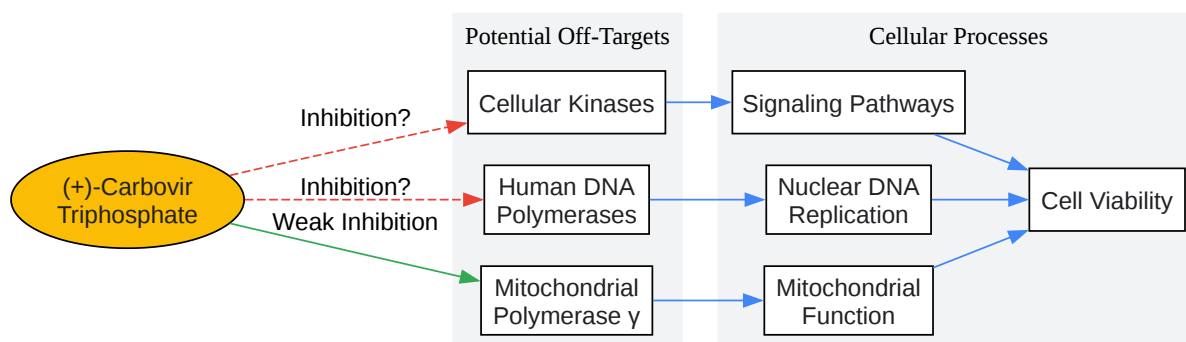 Potential Off-Targets
Cellular Processes
Cellular Kinases
Signaling Pathways
Inhibition?
(+)-Carbovir
Triphosphate
Inhibition?
Human DNA
Polymerases
Nuclear DNA
Replication
Cell Viability
Weak Inhibition
Mitochondrial
Polymerase γ
Mitochondrial
Function